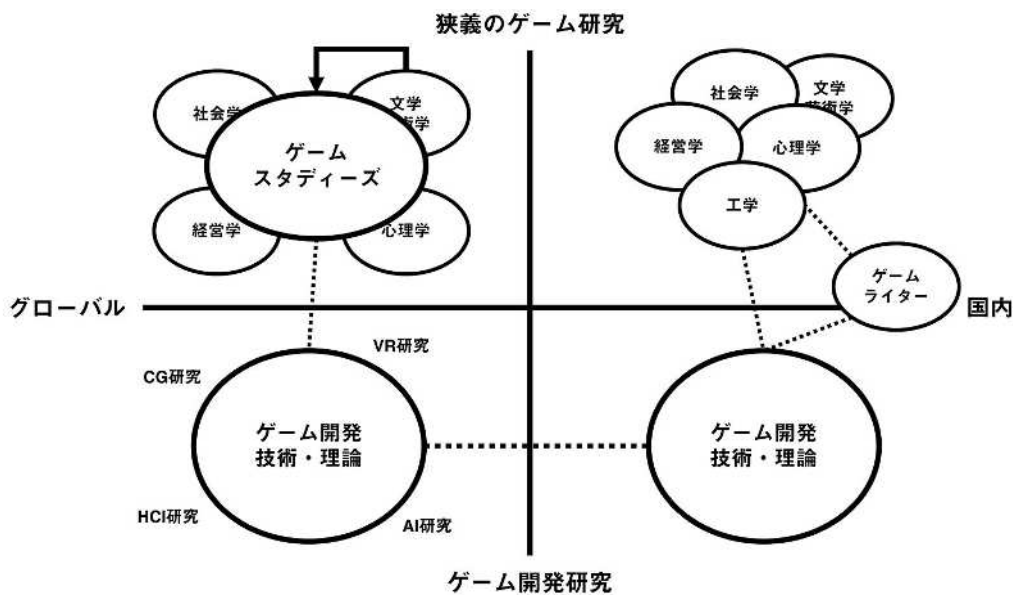 狭義のゲーム研究
社会学
文学
術学
ゲーム
スタディーズ
経営学
心理学
社会学
文学
芸術学
経営学
心理学
工学
ゲーム
ライター
グローバル
国内
VR研究
CG研究
ゲーム開発
技術・理論
HCI研究
AI研究
ゲーム開発
技術・理論
ゲーム開発研究